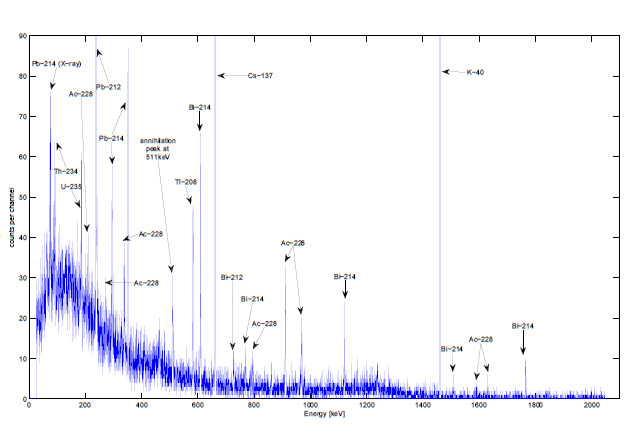 90
80
70
60
50
40
30
20
10
0
counts per channel
Pb-214 (X-ray)
Ac-228
Pb-212
Pb-214
Th-234
U-235
annihilation
peak at
511keV
Bi-214
Tl-208
Cs-137
K-40
Ac-228
Ac-228
Bi-212
Bi-214
Ac-228
Ac-228
Bi-214
Bi-214
Ac-228
Bi-214
0
200
400
600
800
1000
1200
1400
1600
1800
2000
Energy [keV]